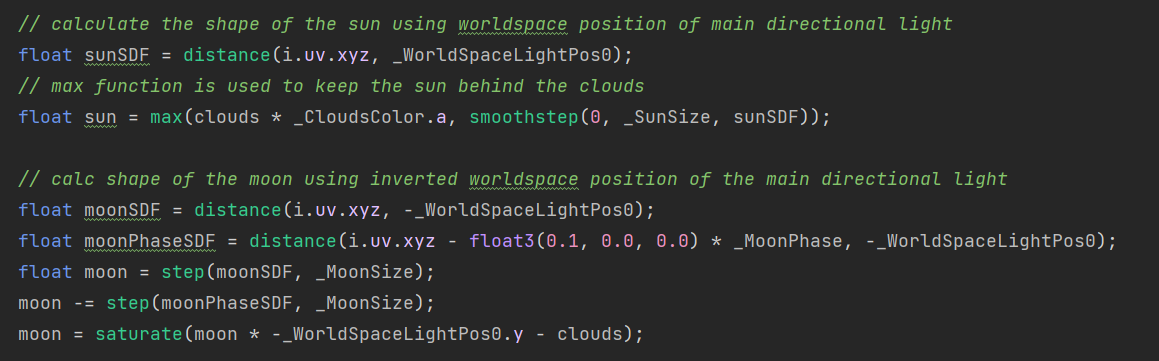 // calculate the shape of the sun using worldspace position of main directional light
float sunSDF = distance(i.uv.xyz, _WorldSpaceLightPos0);
// max function is used to keep the sun behind the clouds
float sun = max(clouds * _CloudsColor.a, smoothstep(0, _SunSize, sunSDF));
// calc shape of the moon using inverted worldspace position of the main directional light
float moonSDF = distance(i.uv.xyz, -_WorldSpaceLightPos0);
float moonPhaseSDF = distance(i.uv.xyz - float3(0.1, 0.0, 0.0) * _MoonPhase, -_WorldSpaceLightPos0);
float moon = step(moonSDF, _MoonSize);
moon -= step(moonPhaseSDF, _MoonSize);
moon = saturate(moon * -_WorldSpaceLightPos0.y - clouds);